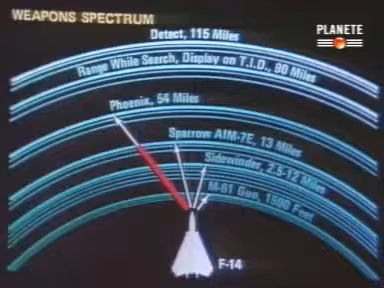 WEAPONS SPECTRUM
PLANETE
Detect, 115 Miles
Range While Search, Display on T.I.D., 90 Miles
Phoenix, 54 Miles
Sparrow AIM-7E, 13 Miles
Sidewinder, 2.5-12 Miles
M-61 Gun, 1500 Feet
F-14